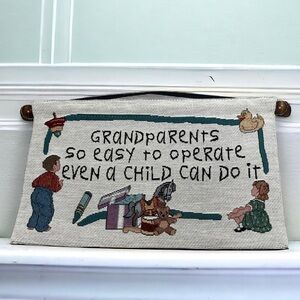 GRANDPARENTS
SO EASY TO OPERATE
EVEN A CHILD CAN DO IT